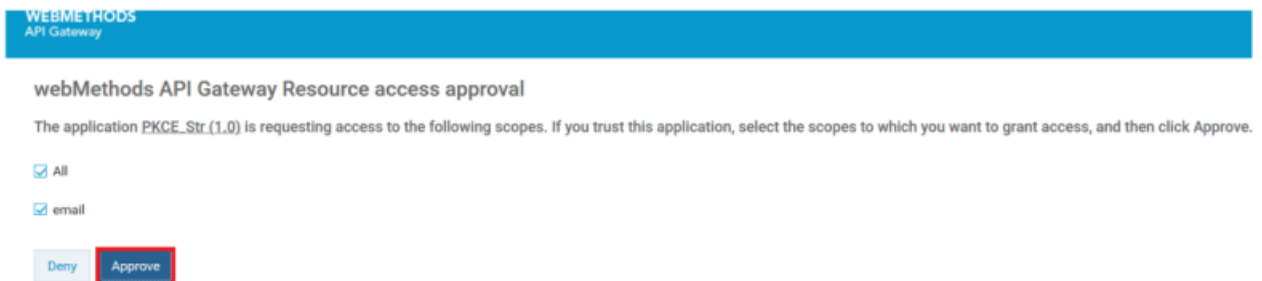 WEBMETHODS
API Gateway
webMethods API Gateway Resource access approval
The application PKCE_Str (1.0) is requesting access to the following scopes. If you trust this application, select the scopes to which you want to grant access, and then click Approve.
All
email
Deny Approve